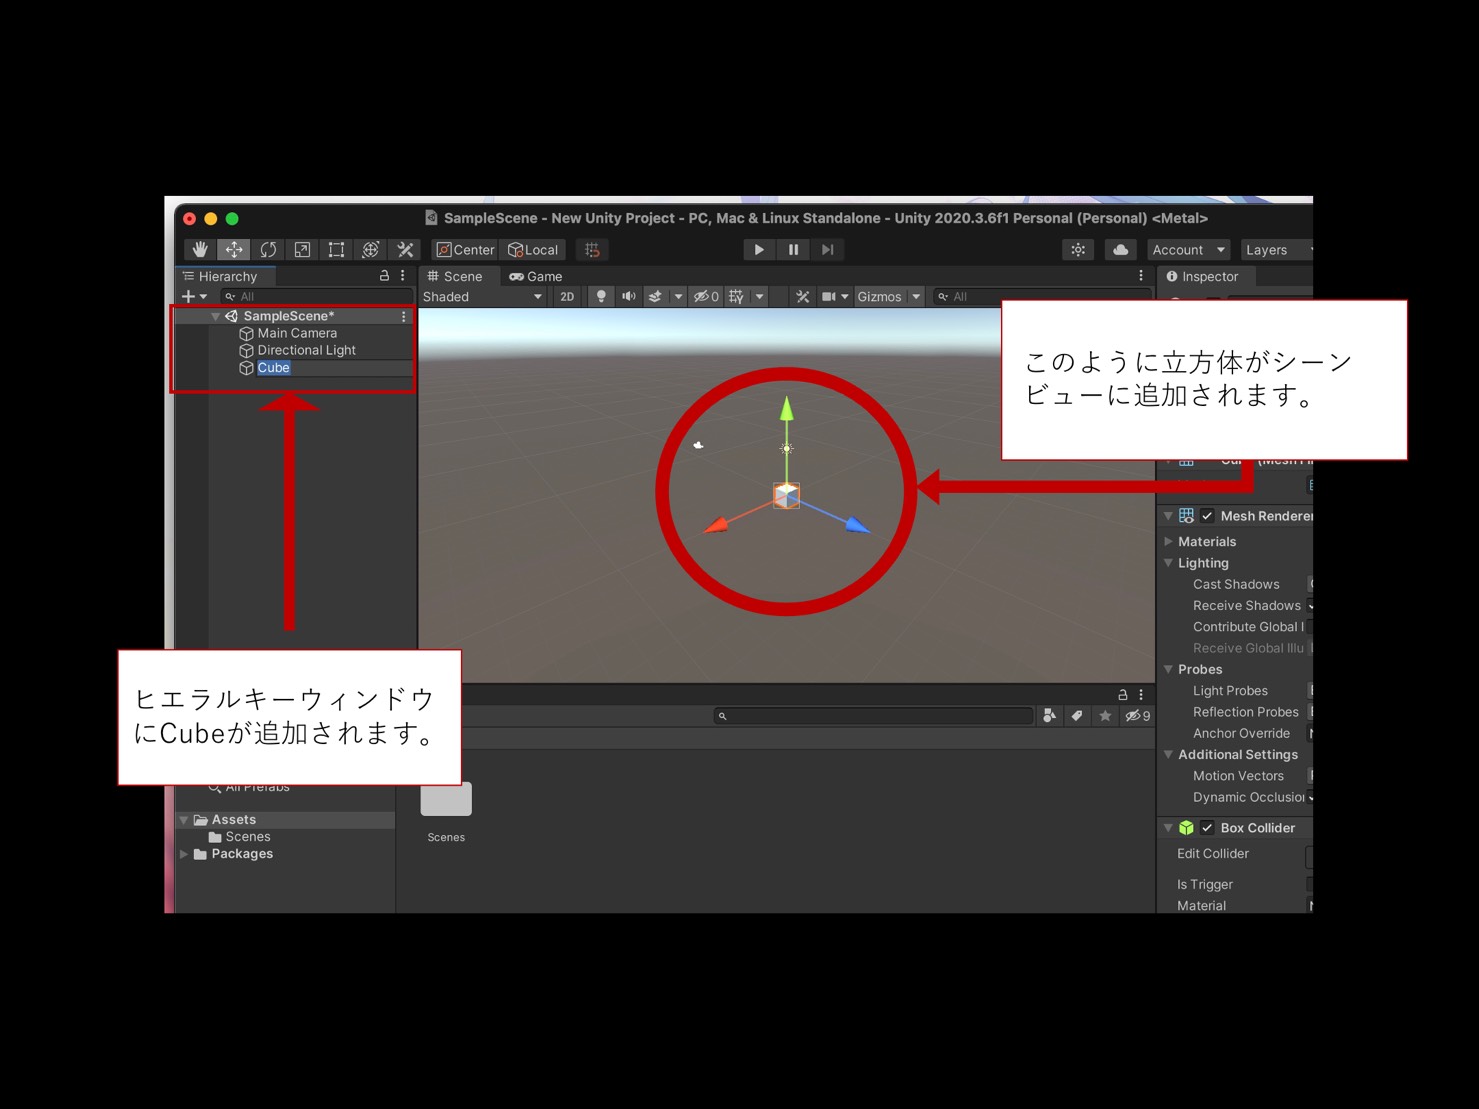 SampleScene - New Unity Project - PC, Mac & Linux Standalone - Unity 2020.3.6f1 Personal (Personal) <Metal>
Center Local Account Layers
Hierarchy
All
SampleScene*
Main Camera
Directional Light
Cube
Scene Game
Shaded 2D 0 Gizmos All
Inspector
このように立方体がシーン
ビューに追加されます。
Mesh Renderer
Materials
Lighting
Cast Shadows
Receive Shadows
Contribute Global I
Receive Global Illu
Probes
Light Probes
Reflection Probes
Anchor Override
Additional Settings
Motion Vectors
Dynamic Occlusion
Box Collider
Edit Collider
Is Trigger
Material
ヒエラルキーウィンドウ
にCubeが追加されます。
9
All Prefabs
Assets
Scenes
Packages
Scenes